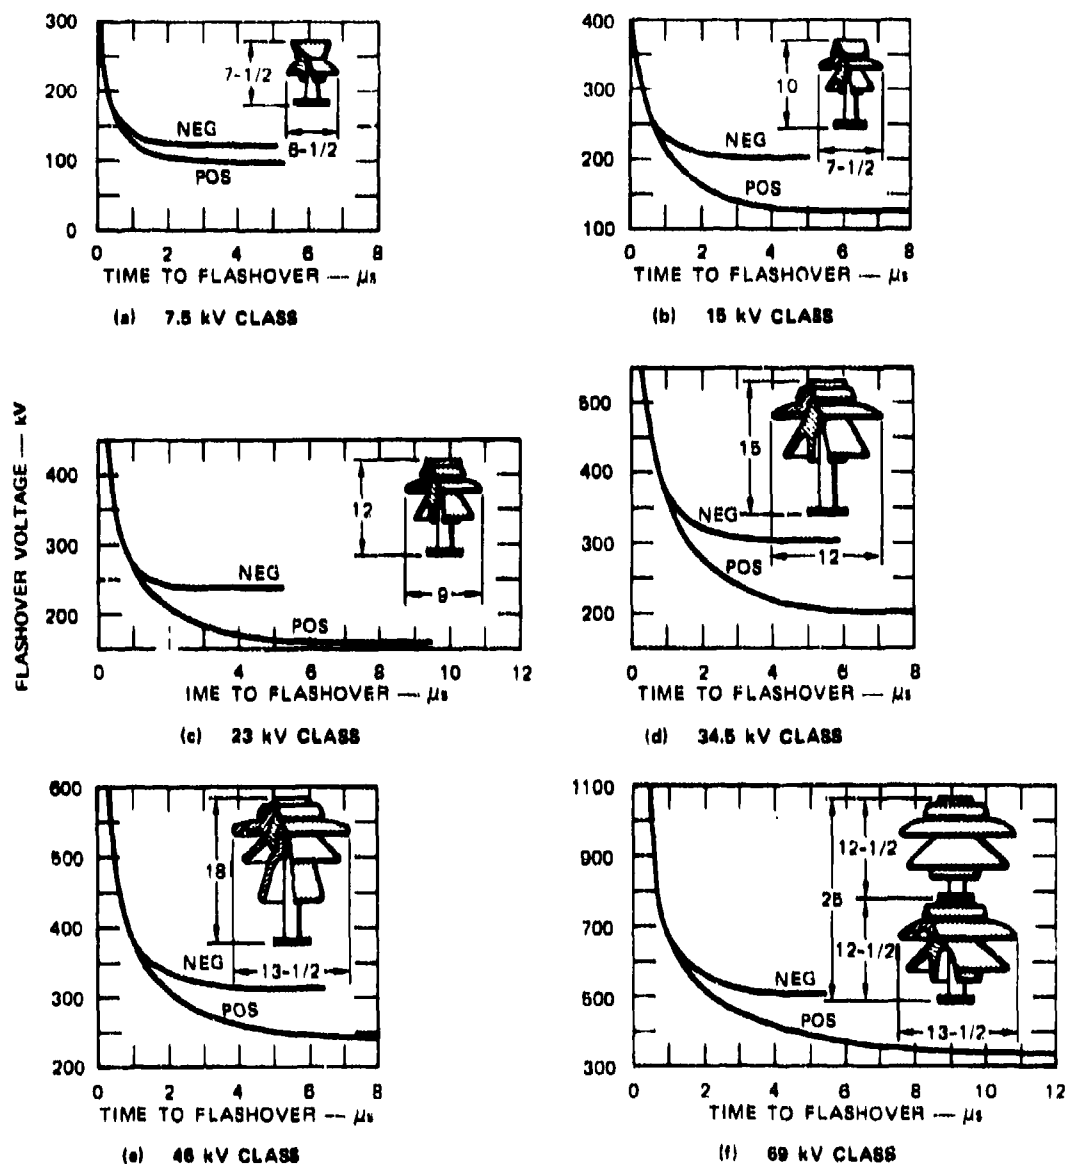 300
200
100
0
0 2 4 6 8
7-1/2
6-1/2
NEG
POS
TIME TO FLASHOVER — μs
(a) 7.5 kV CLASS
400
300
200
100
0 2 4 6 8
10
7-1/2
NEG
POS
TIME TO FLASHOVER — μs
(b) 15 kV CLASS
FLASHOVER VOLTAGE — kV
400
300
200
0 2 4 6 8 10 12
12
9
NEG
POS
IME TO FLASHOVER — μs
(c) 23 kV CLASS
500
400
300
200
0 2 4 6 8
15
12
NEG
POS
TIME TO FLASHOVER — μs
(d) 34.5 kV CLASS
600
500
400
300
200
0 2 4 6 8
18
13-1/2
NEG
POS
TIME TO FLASHOVER — μs
(e) 46 kV CLASS
1100
900
700
500
300
0 2 4 6 8 10 12
12-1/2
25
12-1/2
13-1/2
NEG
POS
TIME TO FLASHOVER — μs
(f) 69 kV CLASS